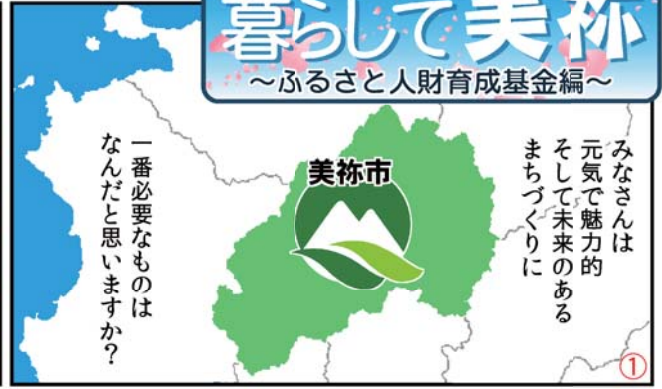 暮らして美祢
～ふるさと人財育成基金編～
みなさんは
元気で魅力的
そして未来のある
まちづくりに
美祢市
一番必要なものは
なんだと思いますか？
①